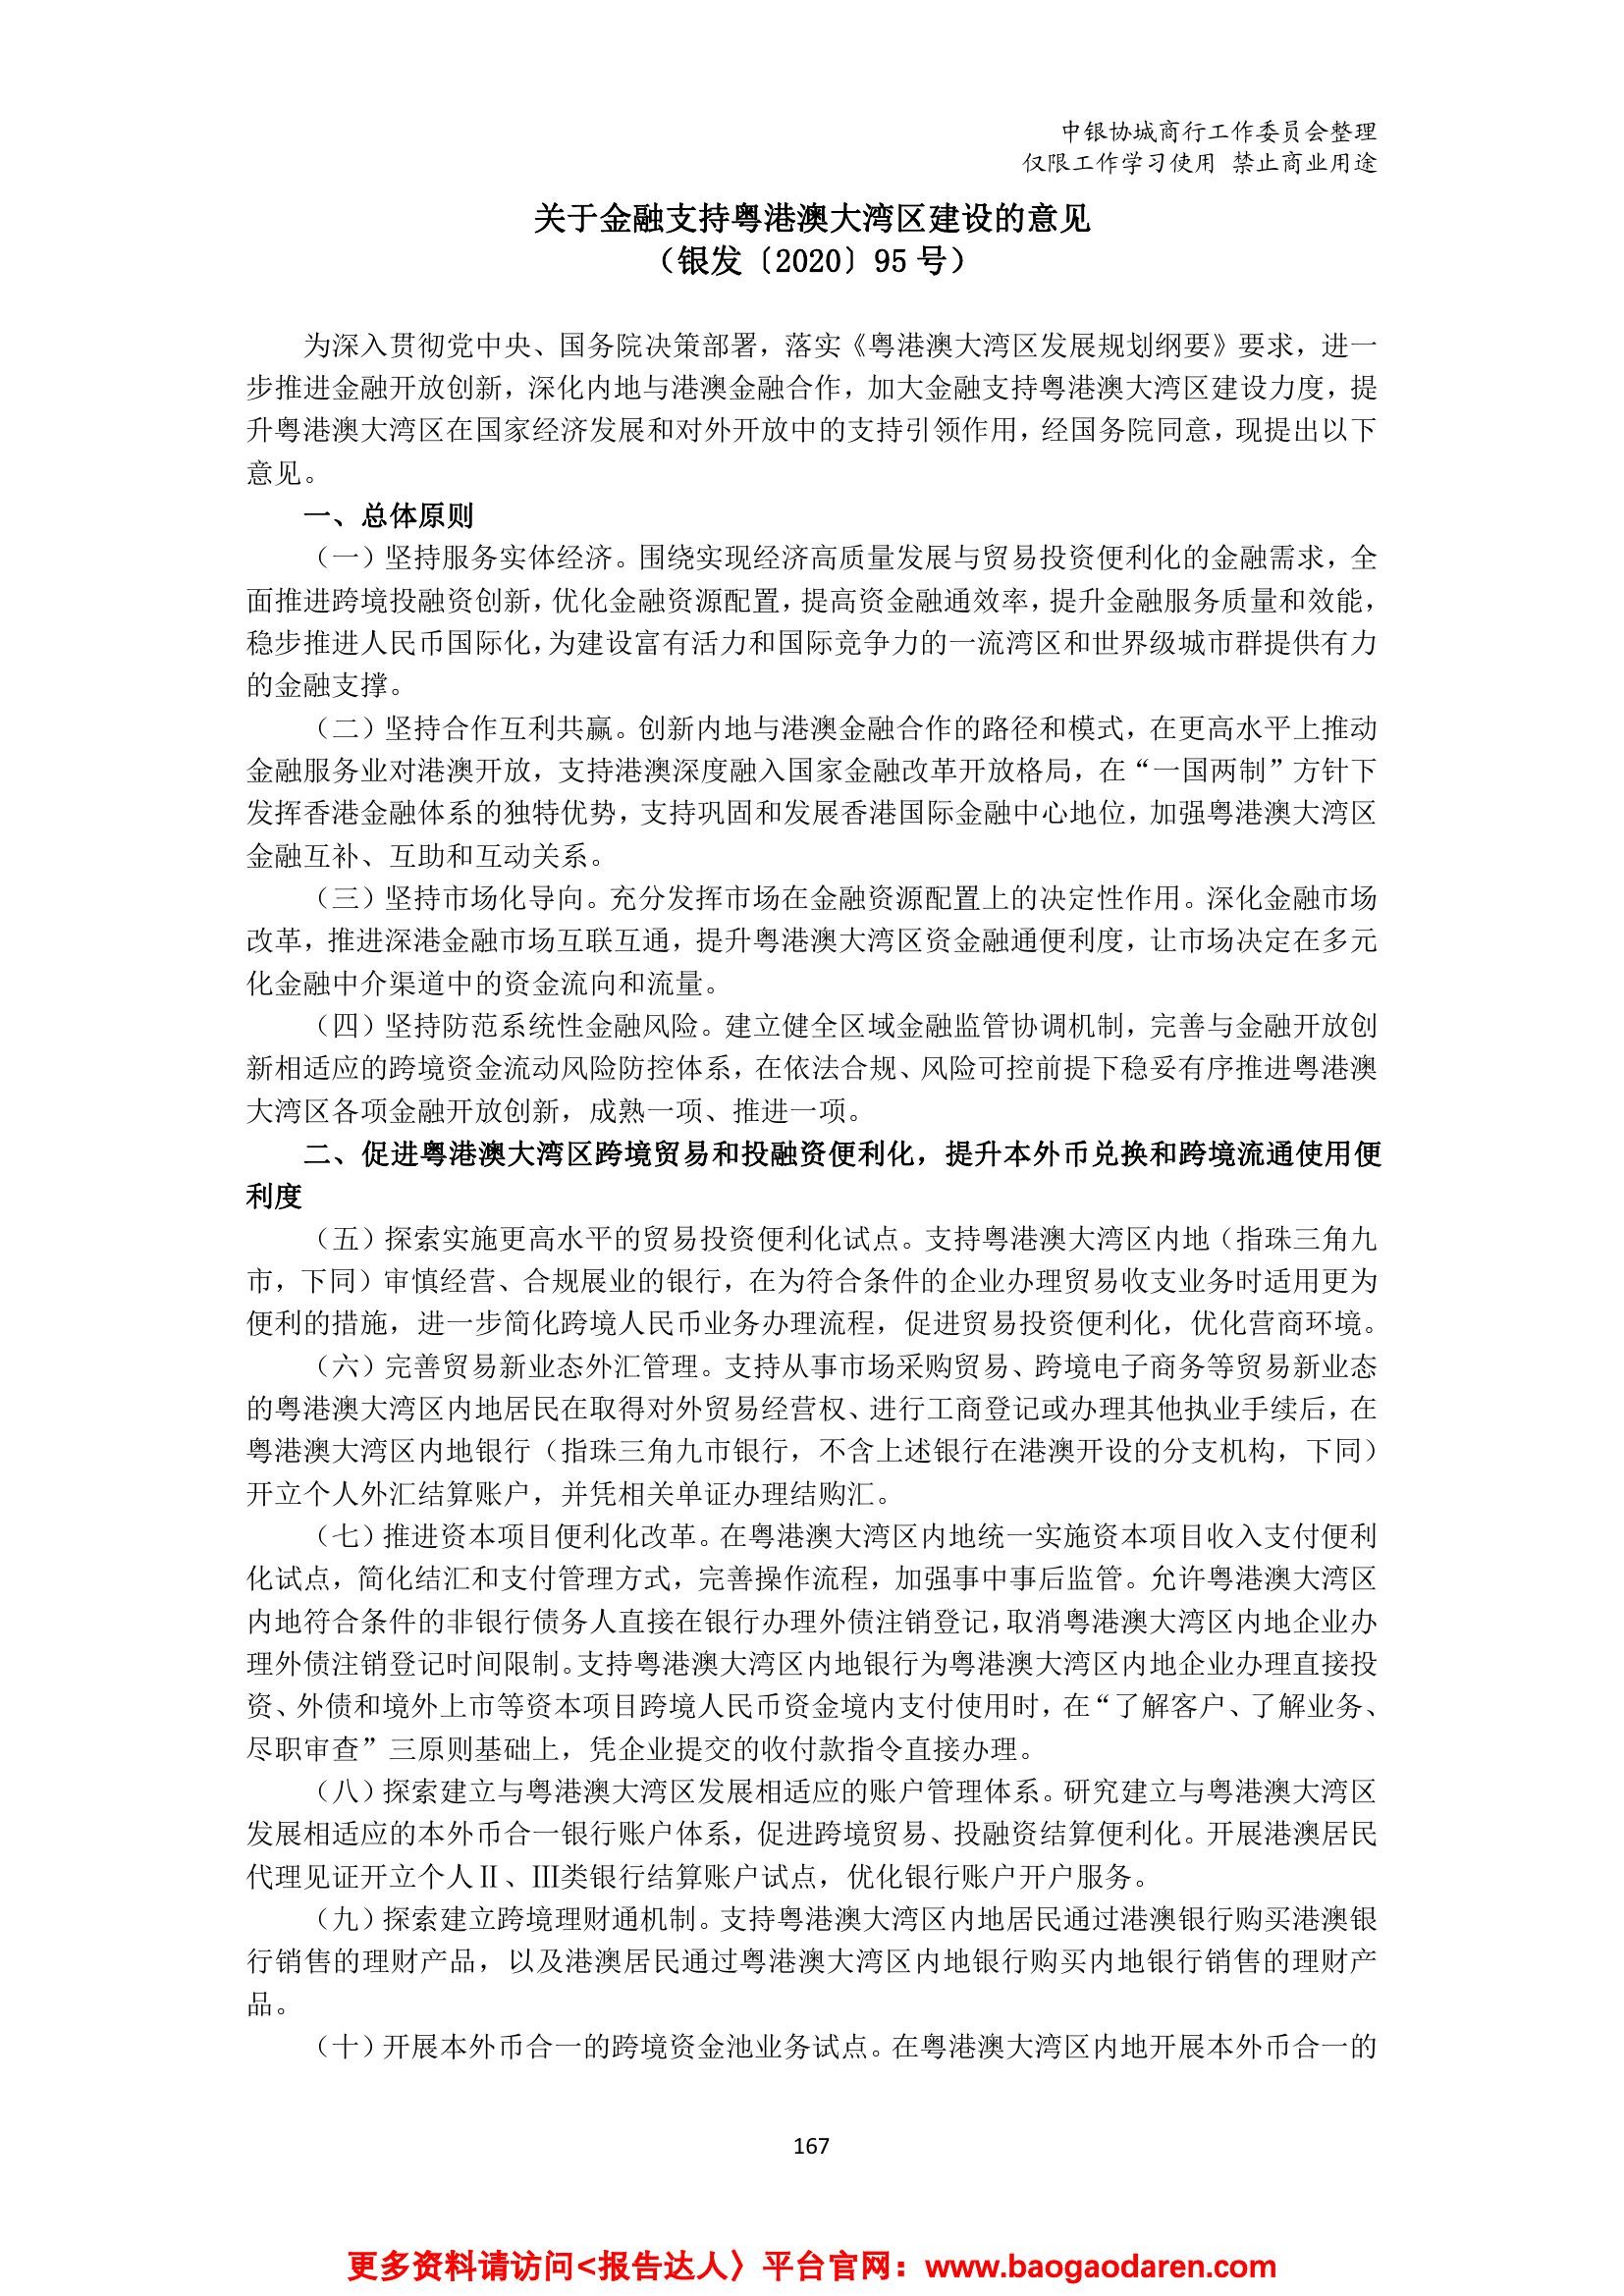 中银协城商行工作委员会整理
仅限工作学习使用 禁止商业用途
关于金融支持粤港澳大湾区建设的意见
（银发〔2020〕95 号）
为深入贯彻党中央、国务院决策部署，落实《粤港澳大湾区发展规划纲要》要求，进一
步推进金融开放创新，深化内地与港澳金融合作，加大金融支持粤港澳大湾区建设力度，提
升粤港澳大湾区在国家经济发展和对外开放中的支持引领作用，经国务院同意，现提出以下
意见。
一、总体原则
（一）坚持服务实体经济。围绕实现经济高质量发展与贸易投资便利化的金融需求，全
面推进跨境投融资创新，优化金融资源配置，提高资金融通效率，提升金融服务质量和效能，
稳步推进人民币国际化，为建设富有活力和国际竞争力的一流湾区和世界级城市群提供有力
的金融支撑。
（二）坚持合作互利共赢。创新内地与港澳金融合作的路径和模式，在更高水平上推动
金融服务业对港澳开放，支持港澳深度融入国家金融改革开放格局，在“一国两制”方针下
发挥香港金融体系的独特优势，支持巩固和发展香港国际金融中心地位，加强粤港澳大湾区
金融互补、互助和互动关系。
（三）坚持市场化导向。充分发挥市场在金融资源配置上的决定性作用。深化金融市场
改革，推进深港金融市场互联互通，提升粤港澳大湾区资金融通便利度，让市场决定在多元
化金融中介渠道中的资金流向和流量。
（四）坚持防范系统性金融风险。建立健全区域金融监管协调机制，完善与金融开放创
新相适应的跨境资金流动风险防控体系，在依法合规、风险可控前提下稳妥有序推进粤港澳
大湾区各项金融开放创新，成熟一项、推进一项。
二、促进粤港澳大湾区跨境贸易和投融资便利化，提升本外币兑换和跨境流通使用便
利度
（五）探索实施更高水平的贸易投资便利化试点。支持粤港澳大湾区内地（指珠三角九
市，下同）审慎经营、合规展业的银行，在为符合条件的企业办理贸易收支业务时适用更为
便利的措施，进一步简化跨境人民币业务办理流程，促进贸易投资便利化，优化营商环境。
（六）完善贸易新业态外汇管理。支持从事市场采购贸易、跨境电子商务等贸易新业态
的粤港澳大湾区内地居民在取得对外贸易经营权、进行工商登记或办理其他执业手续后，在
粤港澳大湾区内地银行（指珠三角九市银行，不含上述银行在港澳开设的分支机构，下同）
开立个人外汇结算账户，并凭相关单证办理结购汇。
（七）推进资本项目便利化改革。在粤港澳大湾区内地统一实施资本项目收入支付便利
化试点，简化结汇和支付管理方式，完善操作流程，加强事中事后监管。允许粤港澳大湾区
内地符合条件的非银行债务人直接在银行办理外债注销登记，取消粤港澳大湾区内地企业办
理外债注销登记时间限制。支持粤港澳大湾区内地银行为粤港澳大湾区内地企业办理直接投
资、外债和境外上市等资本项目跨境人民币资金境内支付使用时，在“了解客户、了解业务、
尽职审查”三原则基础上，凭企业提交的收付款指令直接办理。
（八）探索建立与粤港澳大湾区发展相适应的账户管理体系。研究建立与粤港澳大湾区
发展相适应的本外币合一银行账户体系，促进跨境贸易、投融资结算便利化。开展港澳居民
代理见证开立个人Ⅱ、Ⅲ类银行结算账户试点，优化银行账户开户服务。
（九）探索建立跨境理财通机制。支持粤港澳大湾区内地居民通过港澳银行购买港澳银
行销售的理财产品，以及港澳居民通过粤港澳大湾区内地银行购买内地银行销售的理财产
品。
（十）开展本外币合一的跨境资金池业务试点。在粤港澳大湾区内地开展本外币合一的
167
更多资料请访问<报告达人〉平台官网：www.baogaodaren.com